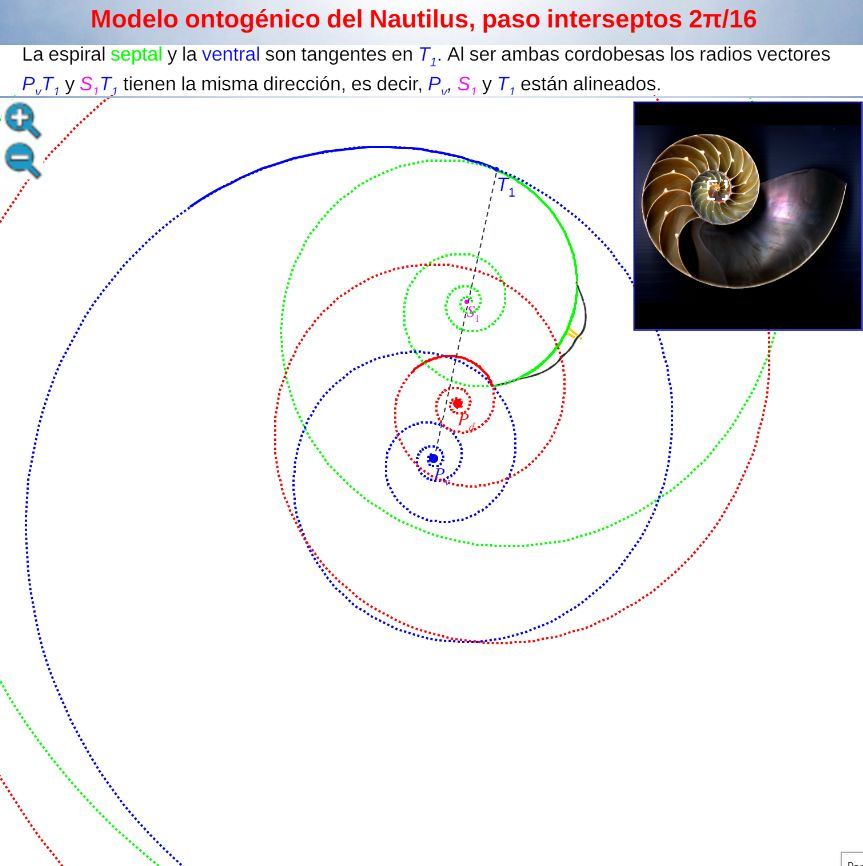 Modelo ontogénico del Nautilus, paso interseptos 2π/16
La espiral septal y la ventral son tangentes en T1. Al ser ambas cordobesas los radios vectores
PvT1 y S1T1 tienen la misma dirección, es decir, Pv, S1 y T1 están alineados.
T1
S1
Pd
Pv